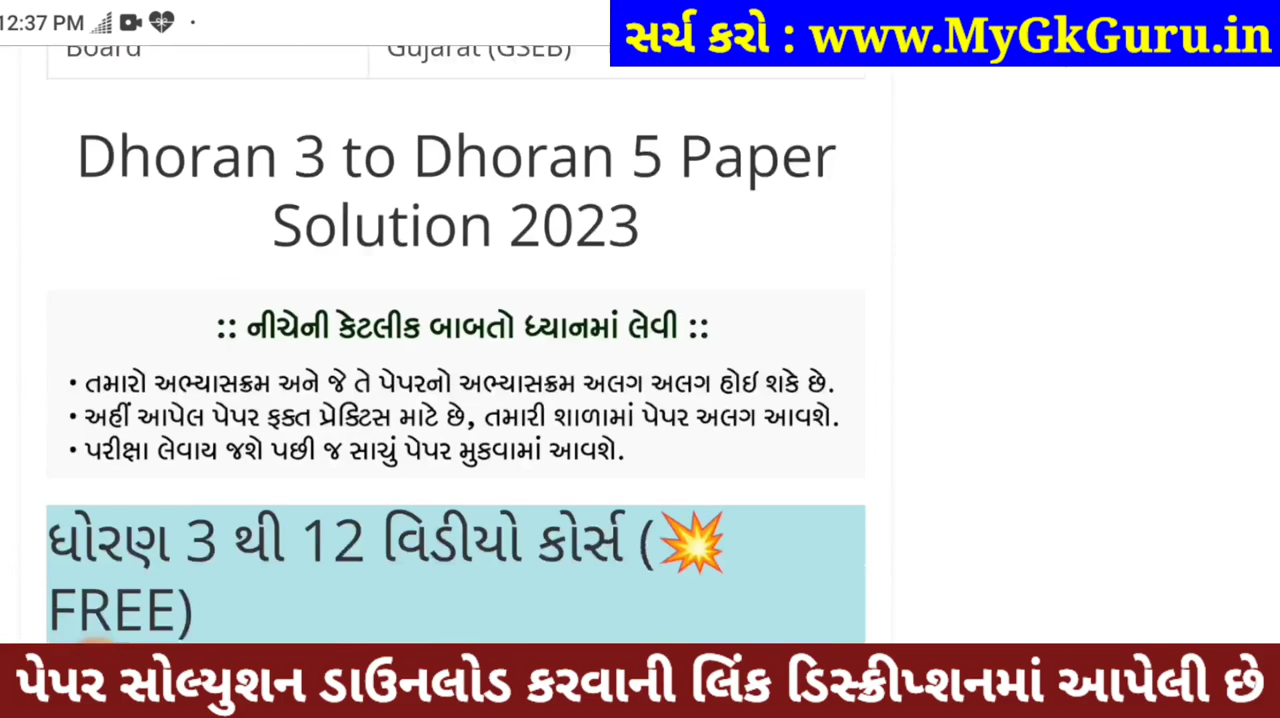 12:37 PM
સર્ચ કરો : www.MyGkGuru.in
Board Gujarat (GSEB)
Dhoran 3 to Dhoran 5 Paper
Solution 2023
:: નીચેની કેટલીક બાબતો ધ્યાનમાં લેવી ::
• તમારો અભ્યાસક્રમ અને જે તે પેપરનો અભ્યાસક્રમ અલગ અલગ હોઈ શકે છે.
• અહીં આપેલ પેપર ફક્ત પ્રેક્ટિસ માટે છે, તમારી શાળામાં પેપર અલગ આવશે.
• પરીક્ષા લેવાય જશે પછી જ સાચું પેપર મુકવામાં આવશે.
ધોરણ 3 થી 12 વિડીયો કોર્સ (💥
FREE)
પેપર સોલ્યુશન ડાઉનલોડ કરવાની લિંક ડિસ્ક્રીપ્શનમાં આપેલી છે